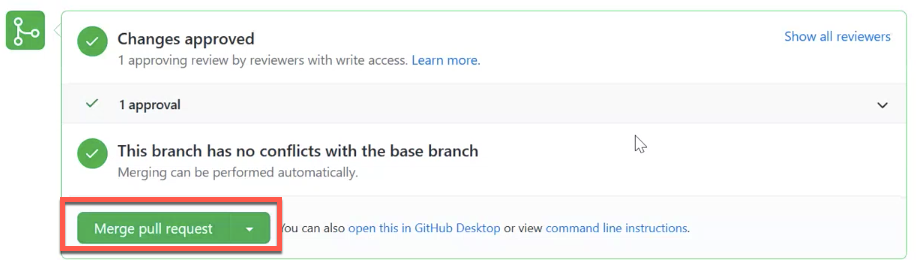 Changes approved
Show all reviewers
1 approving review by reviewers with write access. Learn more.
1 approval
This branch has no conflicts with the base branch
Merging can be performed automatically.
Merge pull request
You can also open this in GitHub Desktop or view command line instructions.